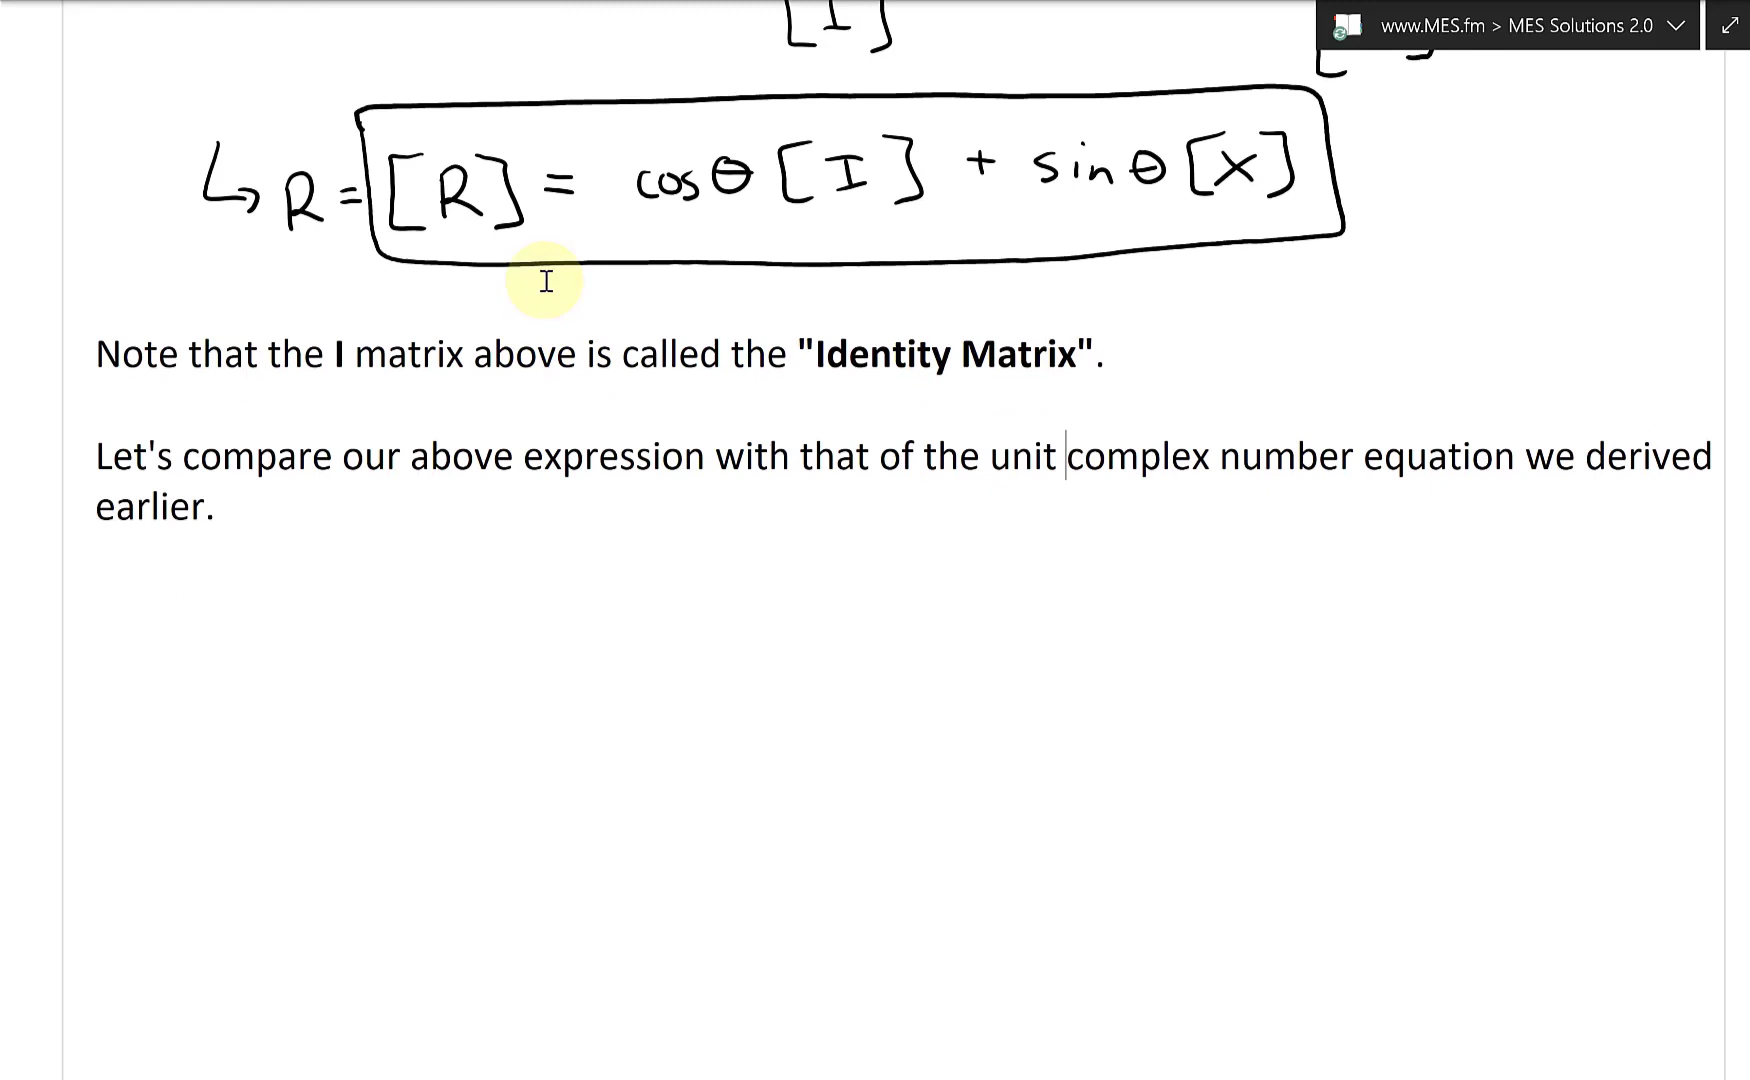 [I]
www.MES.fm > MES Solutions 2.0
↳ R = [R] = cosθ [I] + sinθ [X]
Note that the I matrix above is called the "Identity Matrix".
Let's compare our above expression with that of the unit complex number equation we derived
earlier.